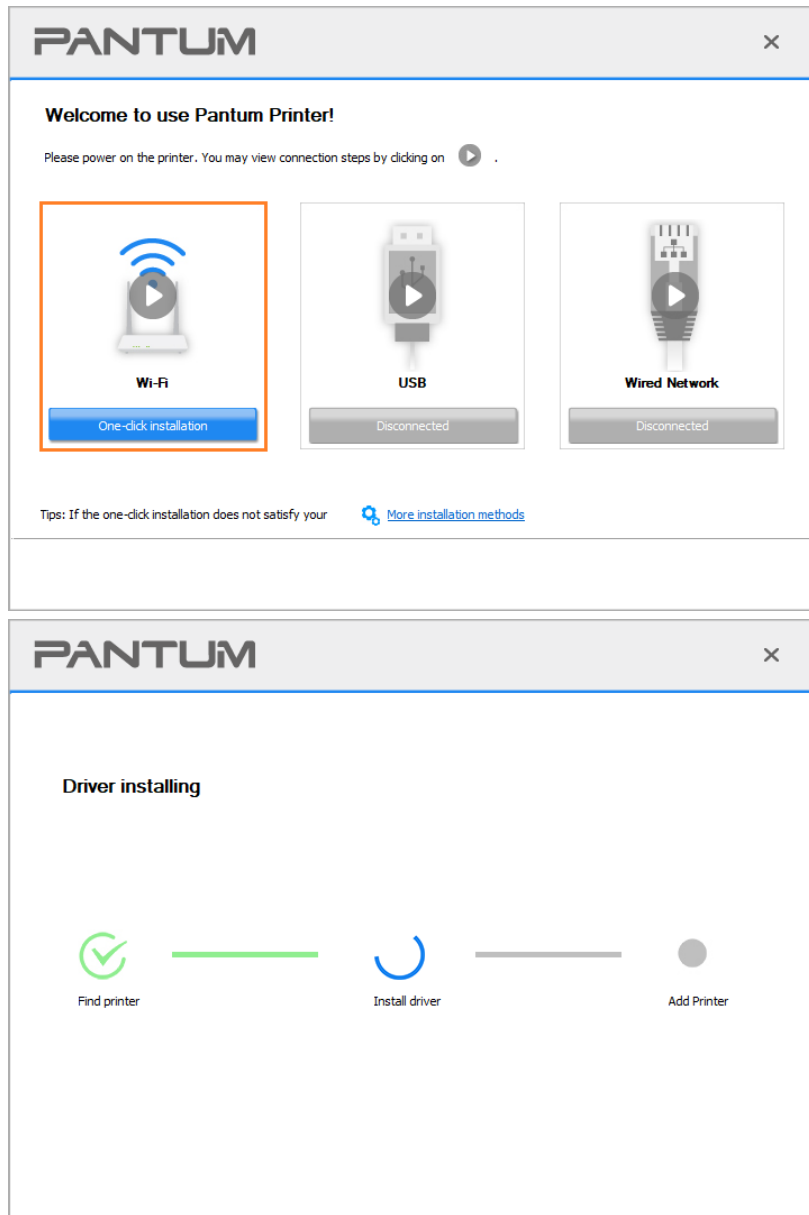 PANTUM
Welcome to use Pantum Printer!
Please power on the printer. You may view connection steps by clicking on .
Wi-Fi
USB
Wired Network
One-click installation
Disconnected
Disconnected
Tips: If the one-click installation does not satisfy your More installation methods
PANTUM
Driver installing
Find printer
Install driver
Add Printer